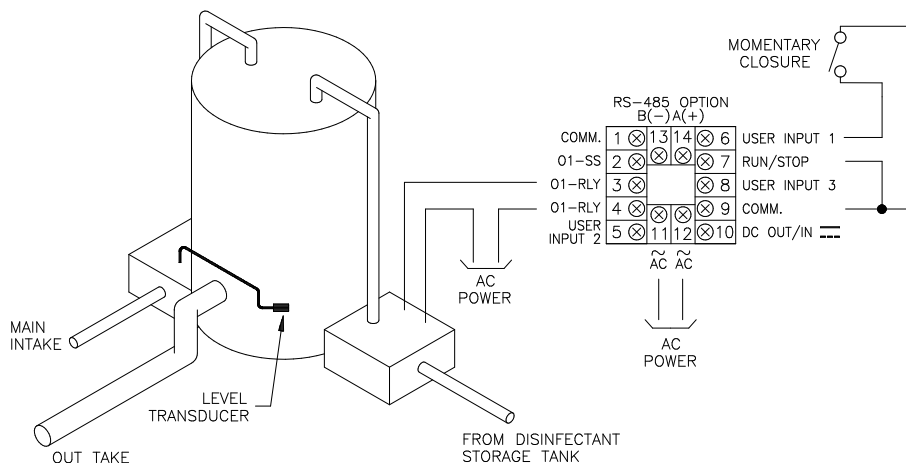 MOMENTARY
CLOSURE
RS-485 OPTION
B(-) A(+)
COMM. 1 13 14 6 USER INPUT 1
O1-SS 2 7 RUN/STOP
O1-RLY 3 8 USER INPUT 3
O1-RLY 4 9 COMM.
USER
INPUT 2 5 11 12 10 DC OUT/IN
~ ~
AC AC
AC
POWER
AC
POWER
MAIN
INTAKE
LEVEL
TRANSDUCER
OUT TAKE
FROM DISINFECTANT
STORAGE TANK